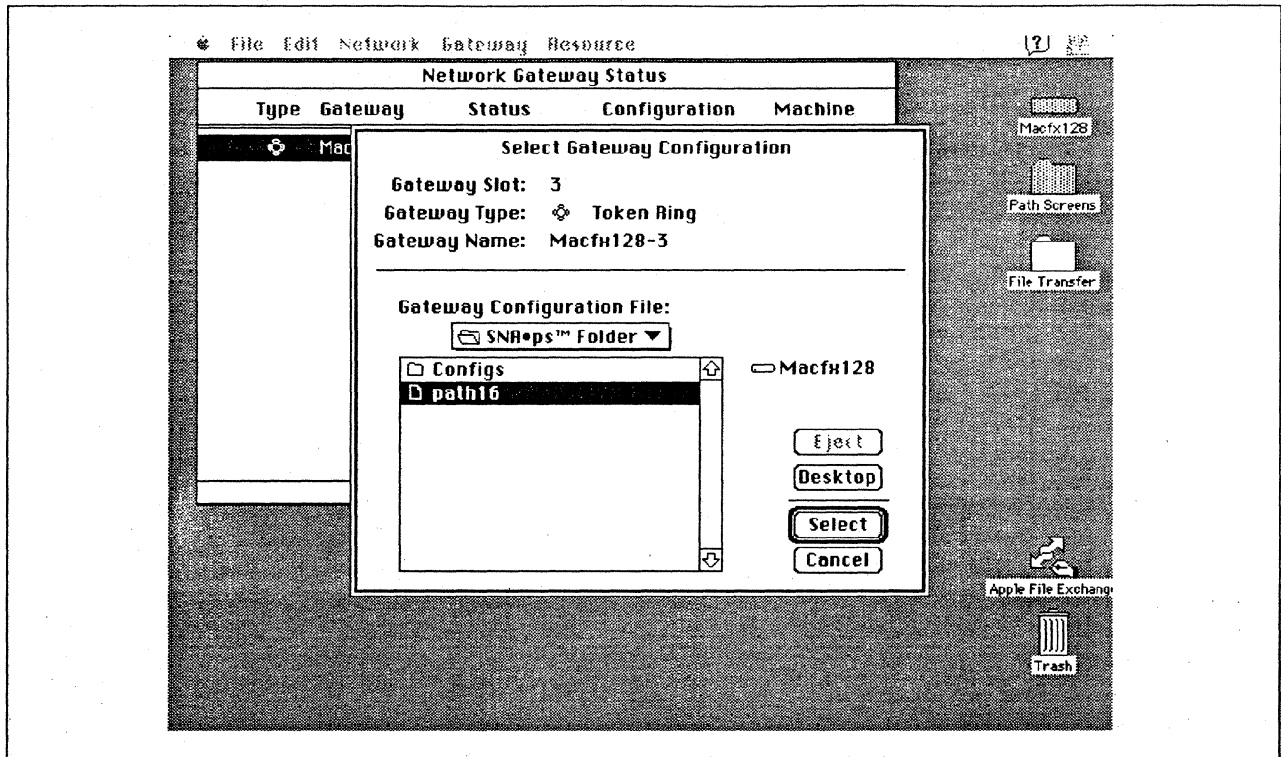 File Edit Network Gateway Resource
Network Gateway Status
Type Gateway Status Configuration Machine
Mac
Select Gateway Configuration
Gateway Slot: 3
Gateway Type: Token Ring
Gateway Name: Macfx128-3
Gateway Configuration File:
SNA•ps™ Folder
Configs
path16
Macfx128
Eject
Desktop
Select
Cancel
Macfx128
Path Screens
File Transfer
Apple File Exchang
Trash